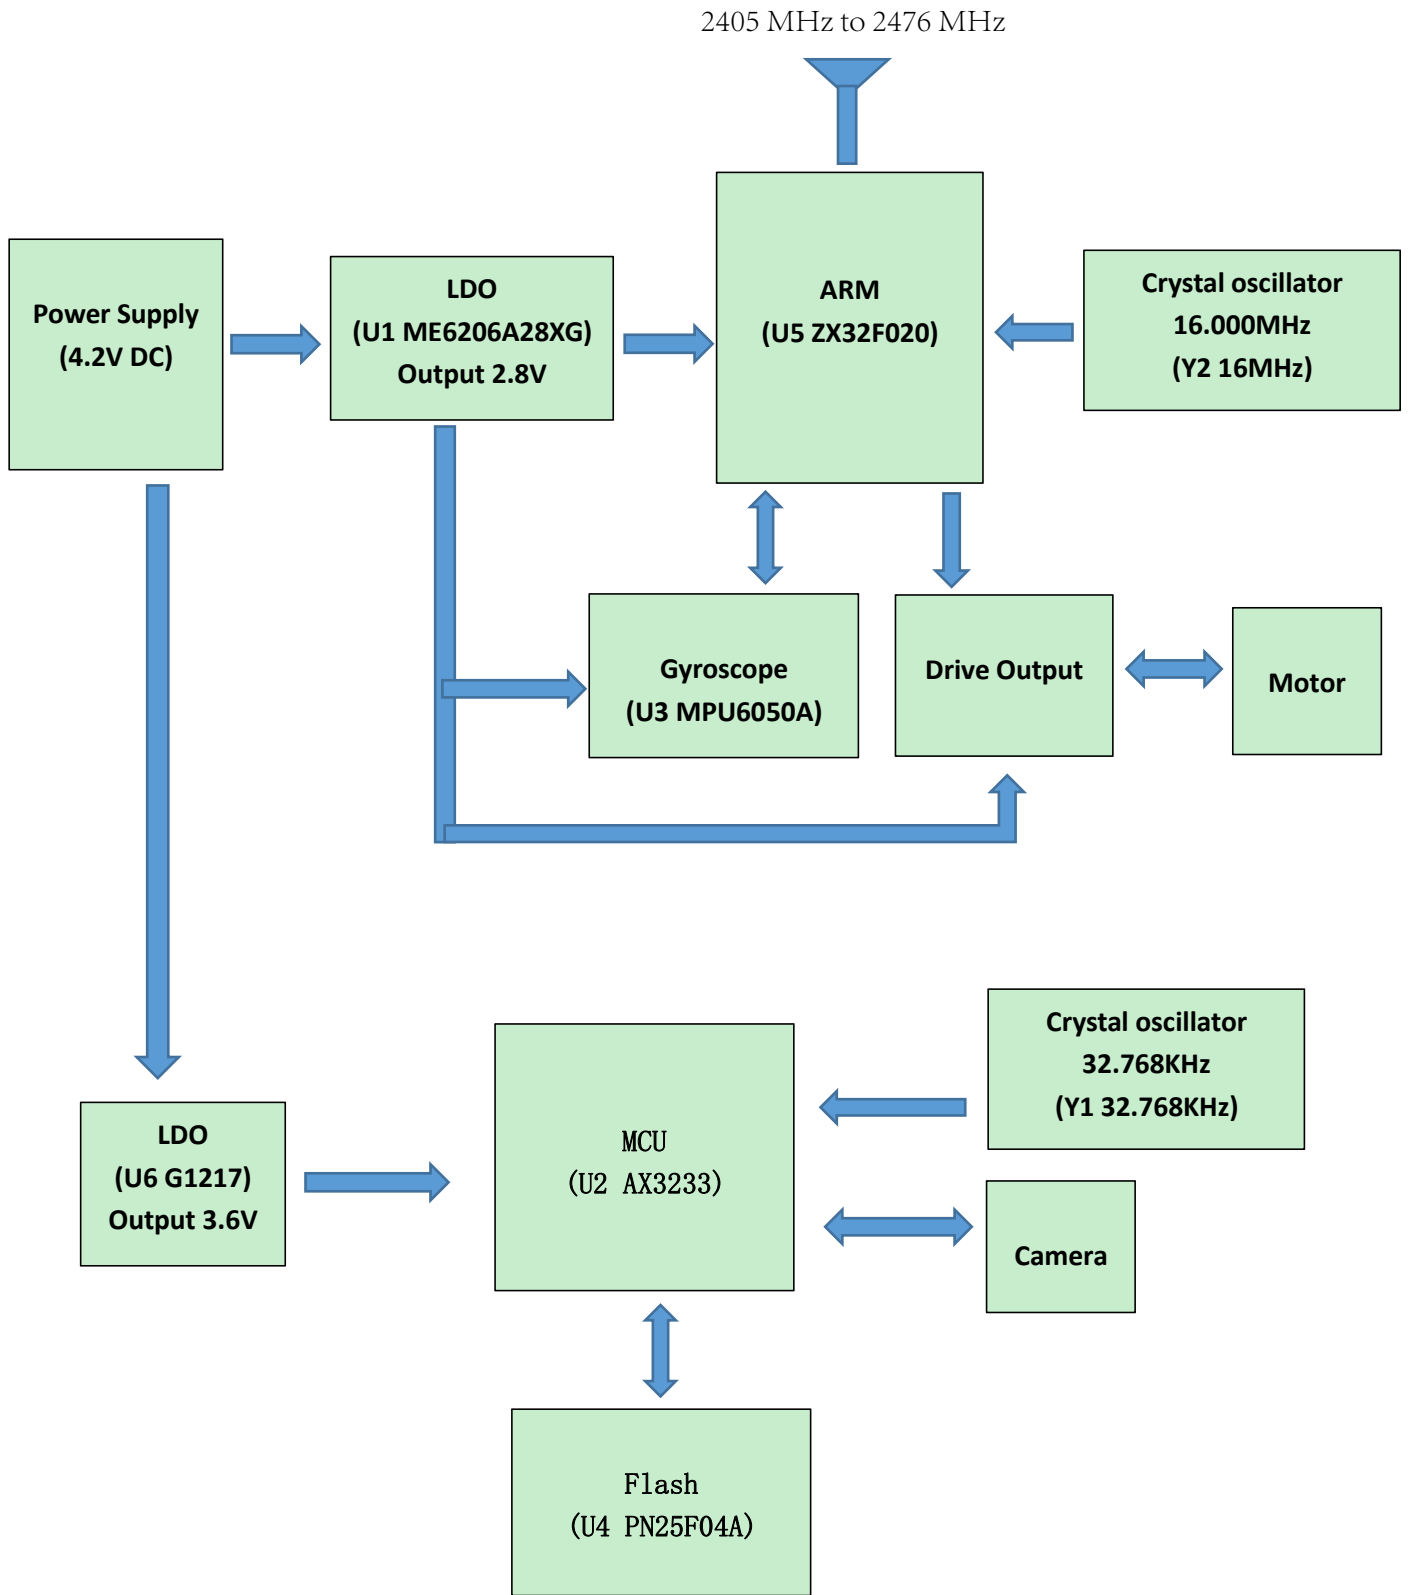 2405 MHz to 2476 MHz
Power Supply
(4.2V DC)
LDO
(U1 ME6206A28XG)
Output 2.8V
ARM
(U5 ZX32F020)
Crystal oscillator
16.000MHz
(Y2 16MHz)
Gyroscope
(U3 MPU6050A)
Drive Output
Motor
LDO
(U6 G1217)
Output 3.6V
MCU
(U2 AX3233)
Crystal oscillator
32.768KHz
(Y1 32.768KHz)
Camera
Flash
(U4 PN25F04A)